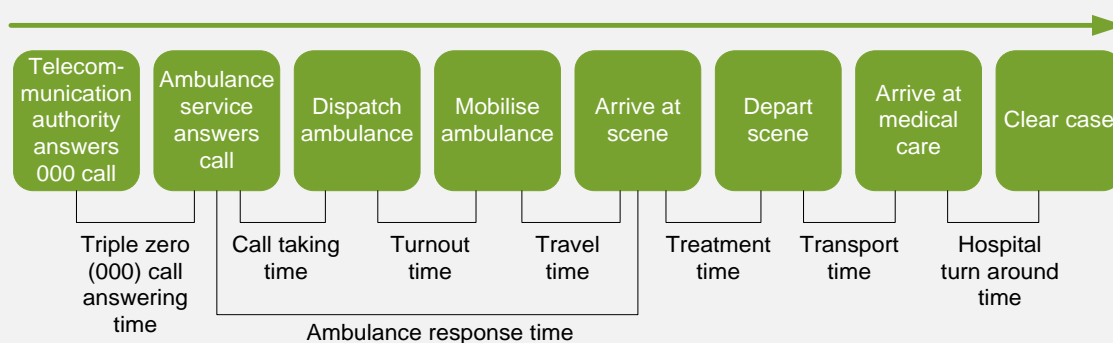 Telecom-
munication
authority
answers
000 call
Ambulance
service
answers
call
Dispatch
ambulance
Mobilise
ambulance
Arrive at
scene
Depart
scene
Arrive at
medical
care
Clear case
Triple zero
(000) call
answering
time
Call taking
time
Turnout
time
Travel
time
Treatment
time
Transport
time
Hospital
turn around
time
Ambulance response time